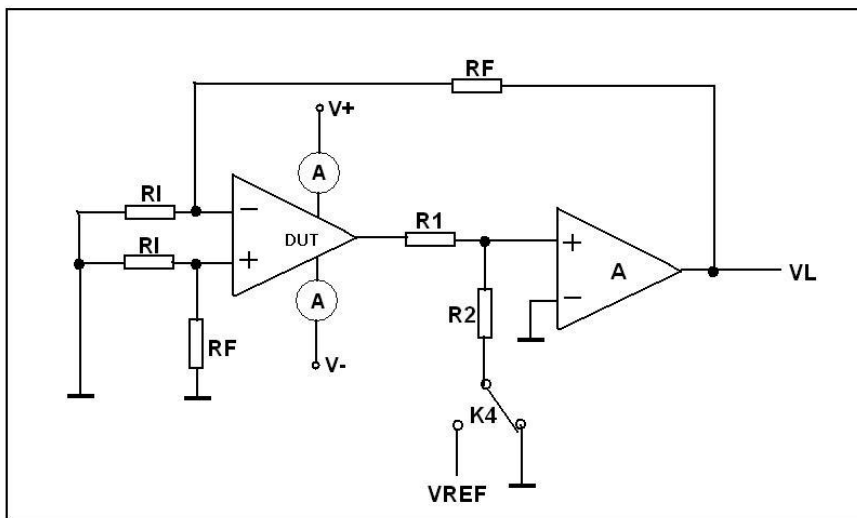 RF
V+
A
RI
−
DUT
R1
+
RI
+
A
−
VL
A
R2
RF
V-
K4
VREF